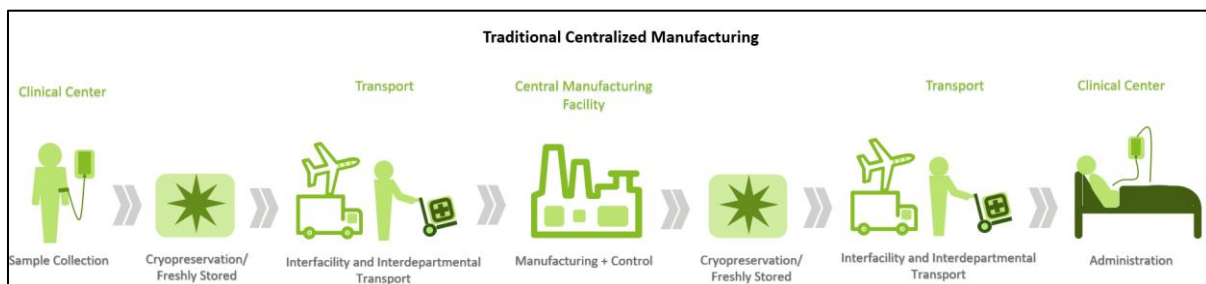 Traditional Centralized Manufacturing
Clinical Center
Transport
Central Manufacturing
Facility
Transport
Clinical Center
Sample Collection
Cryopreservation/
Freshly Stored
Interfacility and Interdepartmental
Transport
Manufacturing + Control
Cryopreservation/
Freshly Stored
Interfacility and Interdepartmental
Transport
Administration